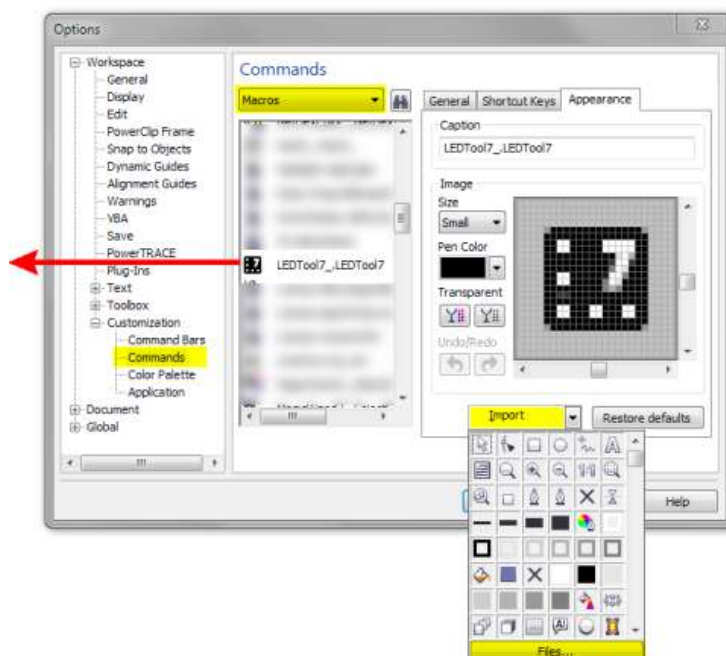 Options
Workspace
General
Display
Edit
PowerClip Frame
Snap to Objects
Dynamic Guides
Alignment Guides
Warnings
VBA
Save
PowerTRACE
Plug-Ins
Text
Toolbox
Customization
Command Bars
Commands
Color Palette
Application
Document
Global
Commands
Macros
LEDTool7_.LEDTool7
General
Shortcut Keys
Appearance
Caption
LEDTool7_.LEDTool7
Image
Size
Small
Pen Color
Transparent
Undo/Redo
Import
Restore defaults
Help
Files...